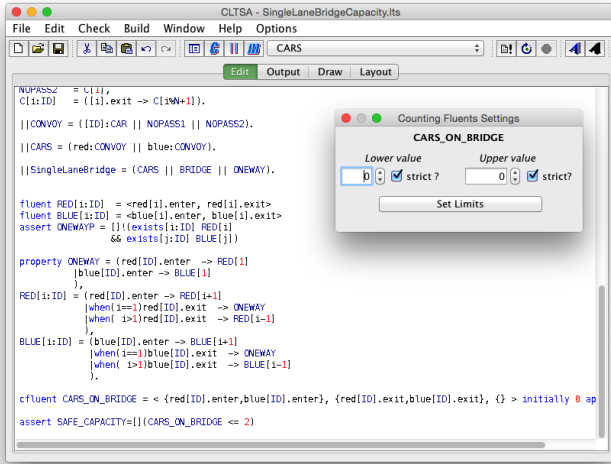 CLTSA - SingleLaneBridgeCapacity.lts
File Edit Check Build Window Help Options
CARS
Edit Output Draw Layout
NOPASS2   = C[1],
C[i:ID]   = ([i].exit -> C[i%N+1]).
||CONVOY = ([ID]:CAR || NOPASS1 || NOPASS2).
||CARS = (red:CONVOY || blue:CONVOY).
||SingleLaneBridge = (CARS || BRIDGE || ONEWAY).
fluent RED[i:ID]  = <red[i].enter, red[i].exit>
fluent BLUE[i:ID] = <blue[i].enter, blue[i].exit>
assert ONEWAYP = []!(exists[i:ID] RED[i]
&& exists[j:ID] BLUE[j])
property ONEWAY = (red[ID].enter  -> RED[1]
|blue[ID].enter -> BLUE[1]
),
RED[i:ID] = (red[ID].enter -> RED[i+1]
|when(i==1)red[ID].exit  -> ONEWAY
|when( i>1)red[ID].exit  -> RED[i-1]
),
BLUE[i:ID] = (blue[ID].enter -> BLUE[i+1]
|when(i==1)blue[ID].exit  -> ONEWAY
|when( i>1)blue[ID].exit  -> BLUE[i-1]
).
cfluent CARS_ON_BRIDGE = < {red[ID].enter,blue[ID].enter}, {red[ID].exit,blue[ID].exit}, {} > initially 0 ap
assert SAFE_CAPACITY=[](CARS_ON_BRIDGE <= 2)
Counting Fluents Settings
CARS_ON_BRIDGE
Lower value Upper value
0 strict ? 0 strict?
Set Limits